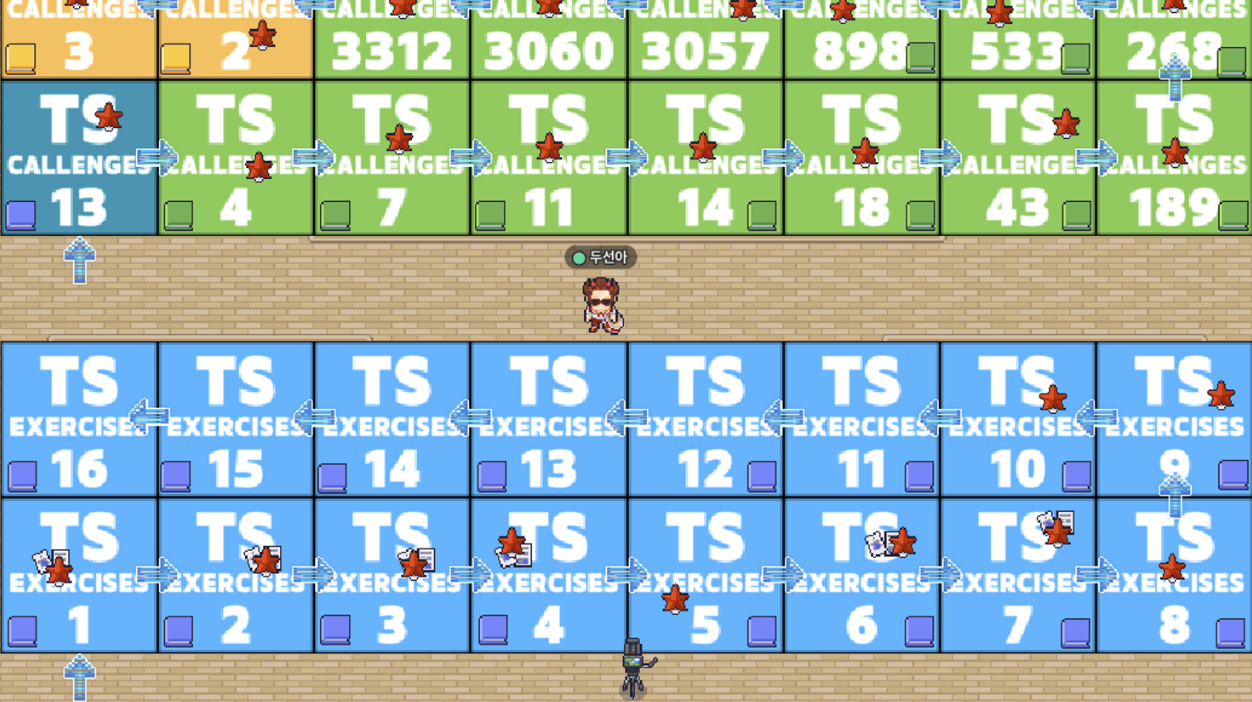 CALLENGES CALLENGES CALLENGES CALLENGES CALLENGES CALLENGES CALLENGES CALLENGES
3 2 3312 3060 3057 898 533 268
TS TS TS TS TS TS TS TS
CALLENGES CALLENGES CALLENGES CALLENGES CALLENGES CALLENGES CALLENGES CALLENGES
13 4 7 11 14 18 43 189
두선아
TS TS TS TS TS TS TS TS
EXERCISES EXERCISES EXERCISES EXERCISES EXERCISES EXERCISES EXERCISES EXERCISES
16 15 14 13 12 11 10 9
TS TS TS TS TS TS TS TS
EXERCISES EXERCISES EXERCISES EXERCISES EXERCISES EXERCISES EXERCISES EXERCISES
1 2 3 4 5 6 7 8